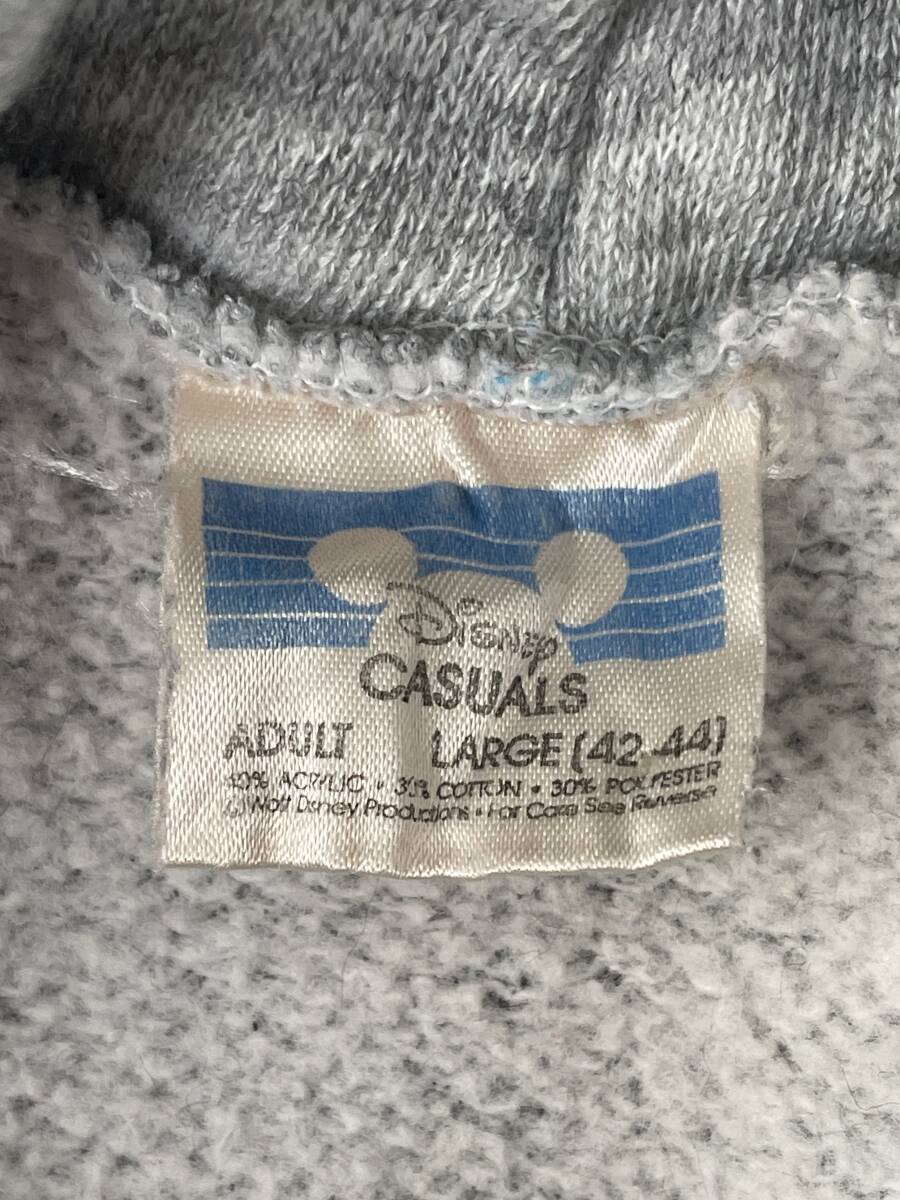 Disney
CASUALS
ADULT LARGE (42-44)
40% ACRYLIC • 30% COTTON • 30% POLYESTER
© Walt Disney Productions • For Care See Reverse